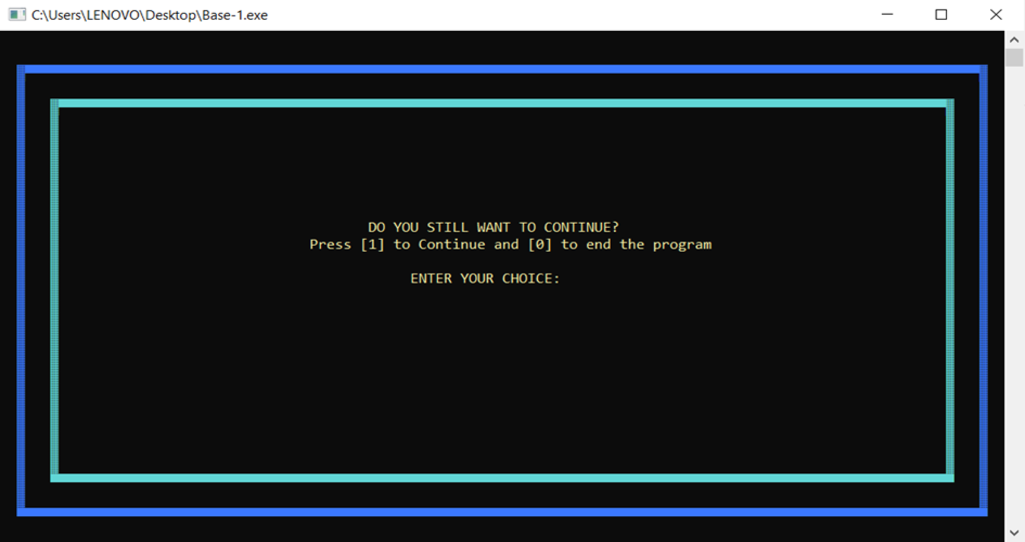 C:\Users\LENOVO\Desktop\Base-1.exe
DO YOU STILL WANT TO CONTINUE?
Press [1] to Continue and [0] to end the program
ENTER YOUR CHOICE: